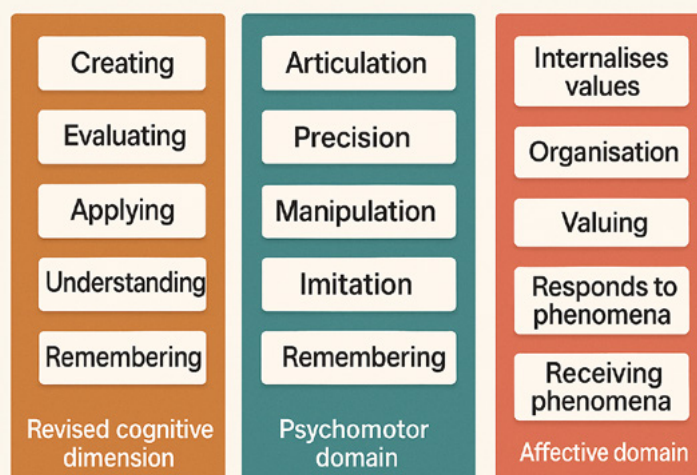 Creating
Evaluating
Applying
Understanding
Remembering
Revised cognitive
dimension
Articulation
Precision
Manipulation
Imitation
Remembering
Psychomotor
domain
Internalises
values
Organisation
Valuing
Responds to
phenomena
Receiving
phenomena
Affective domain